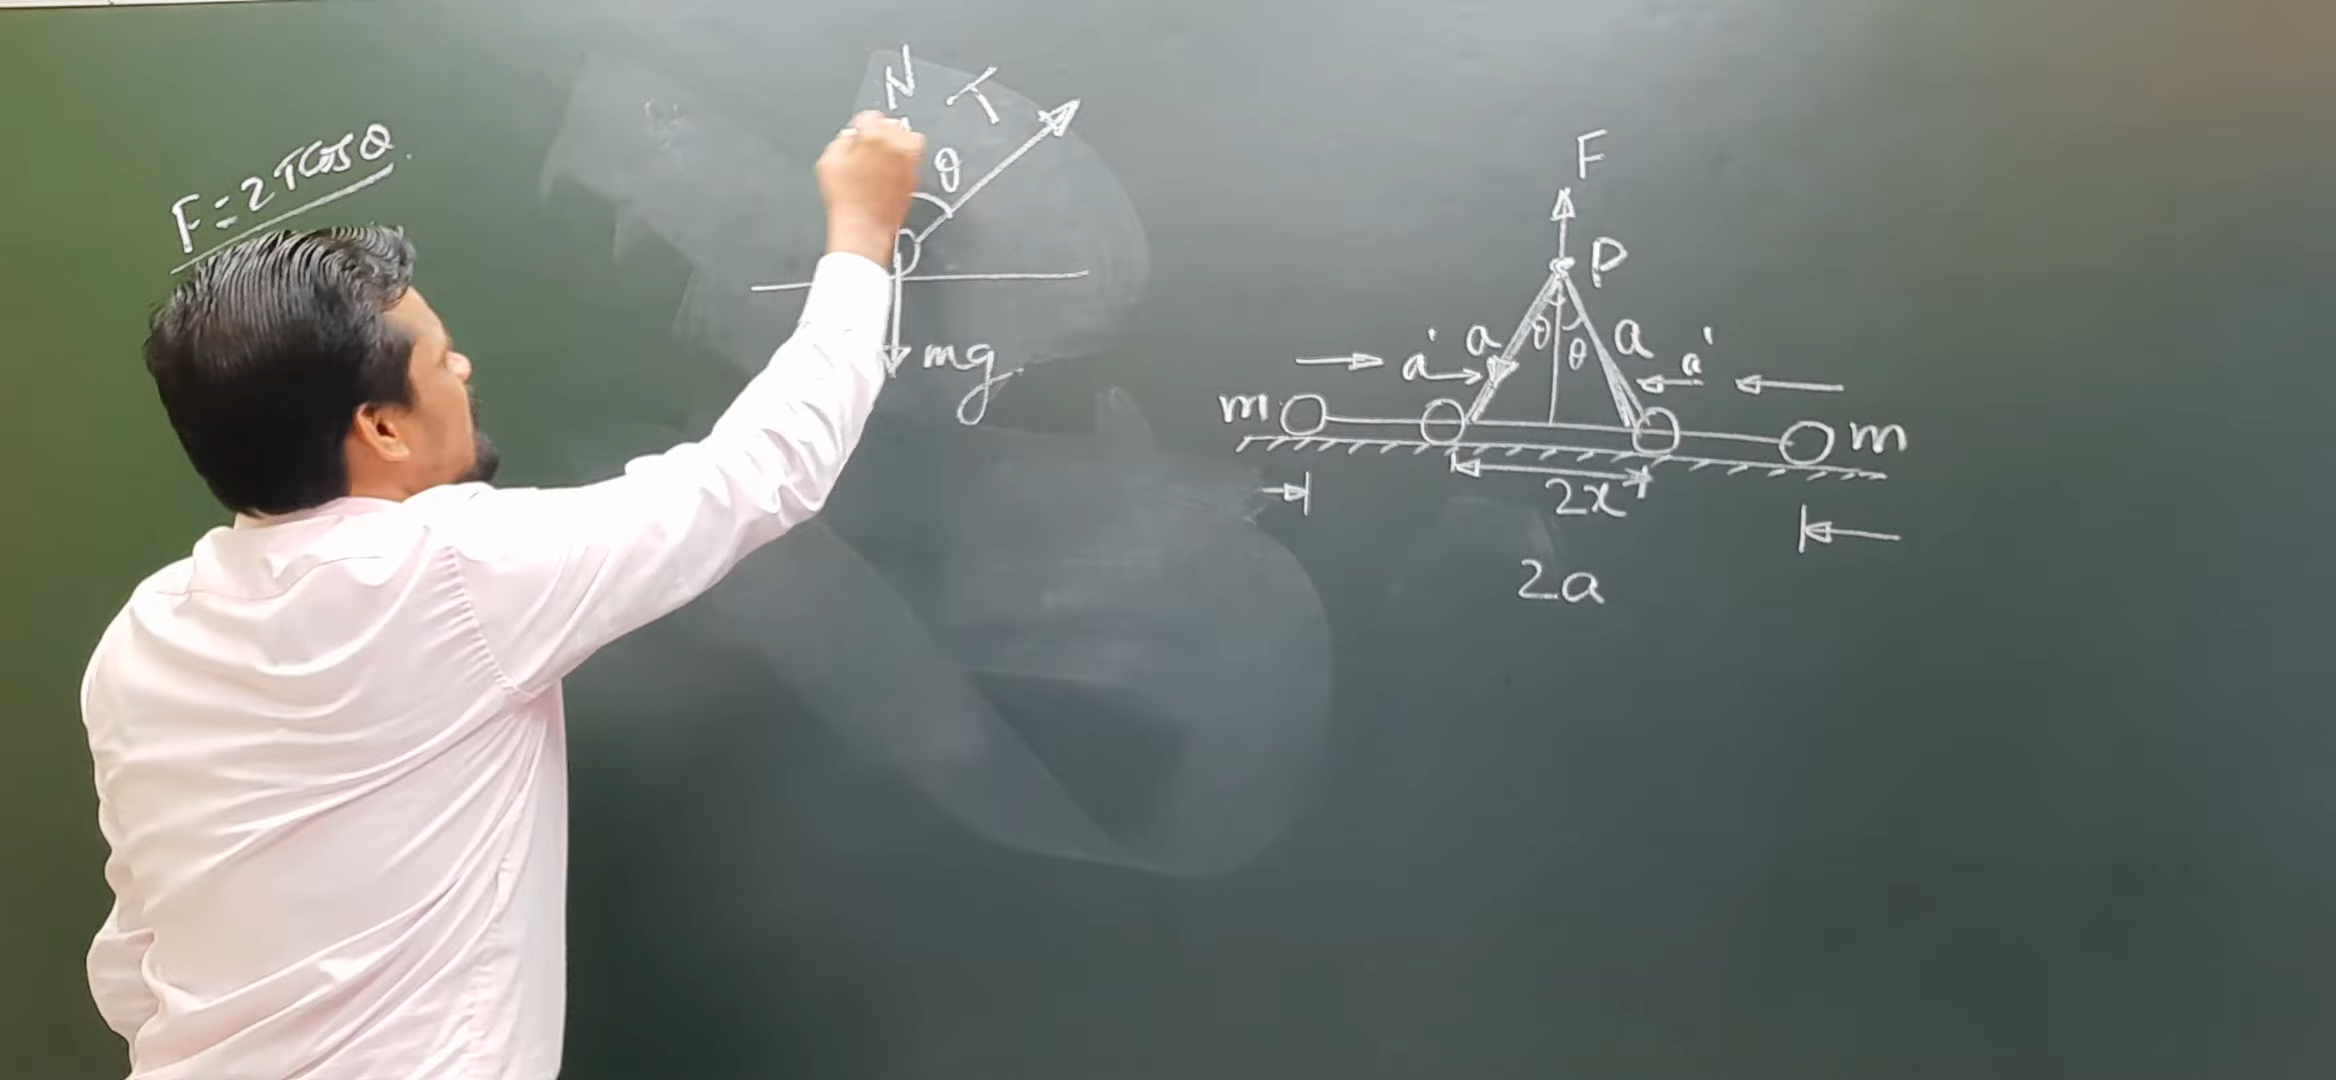 F = 2TCosθ.
N
T
θ
mg.
F
P
a
a
θ
θ
a'
a'
m
m
2x
2a